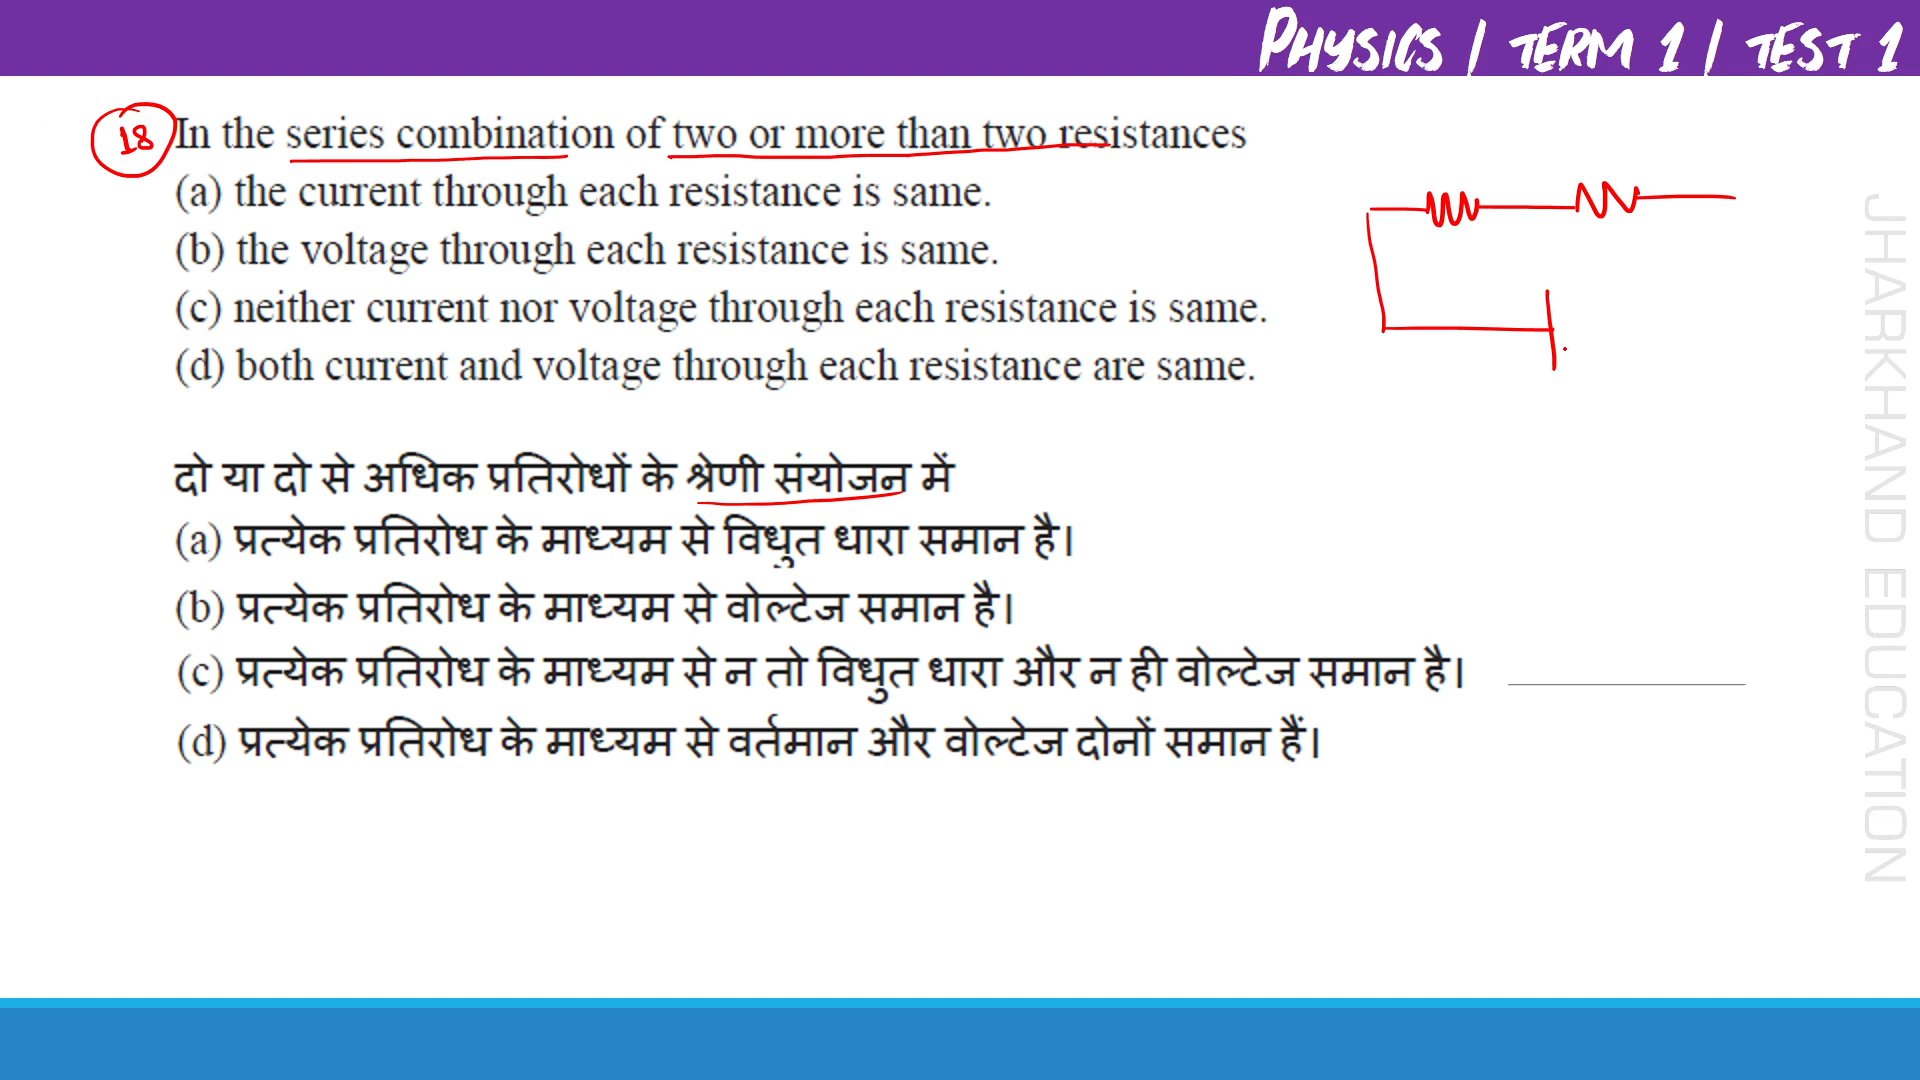 PHYSICS | TERM 1 | TEST 1
18 In the series combination of two or more than two resistances
(a) the current through each resistance is same.
(b) the voltage through each resistance is same.
(c) neither current nor voltage through each resistance is same.
(d) both current and voltage through each resistance are same.
दो या दो से अधिक प्रतिरोधों के श्रेणी संयोजन में
(a) प्रत्येक प्रतिरोध के माध्यम से विधुत धारा समान है।
(b) प्रत्येक प्रतिरोध के माध्यम से वोल्टेज समान है।
(c) प्रत्येक प्रतिरोध के माध्यम से न तो विधुत धारा और न ही वोल्टेज समान है।
(d) प्रत्येक प्रतिरोध के माध्यम से वर्तमान और वोल्टेज दोनों समान हैं।
JHARKHAND EDUCATION